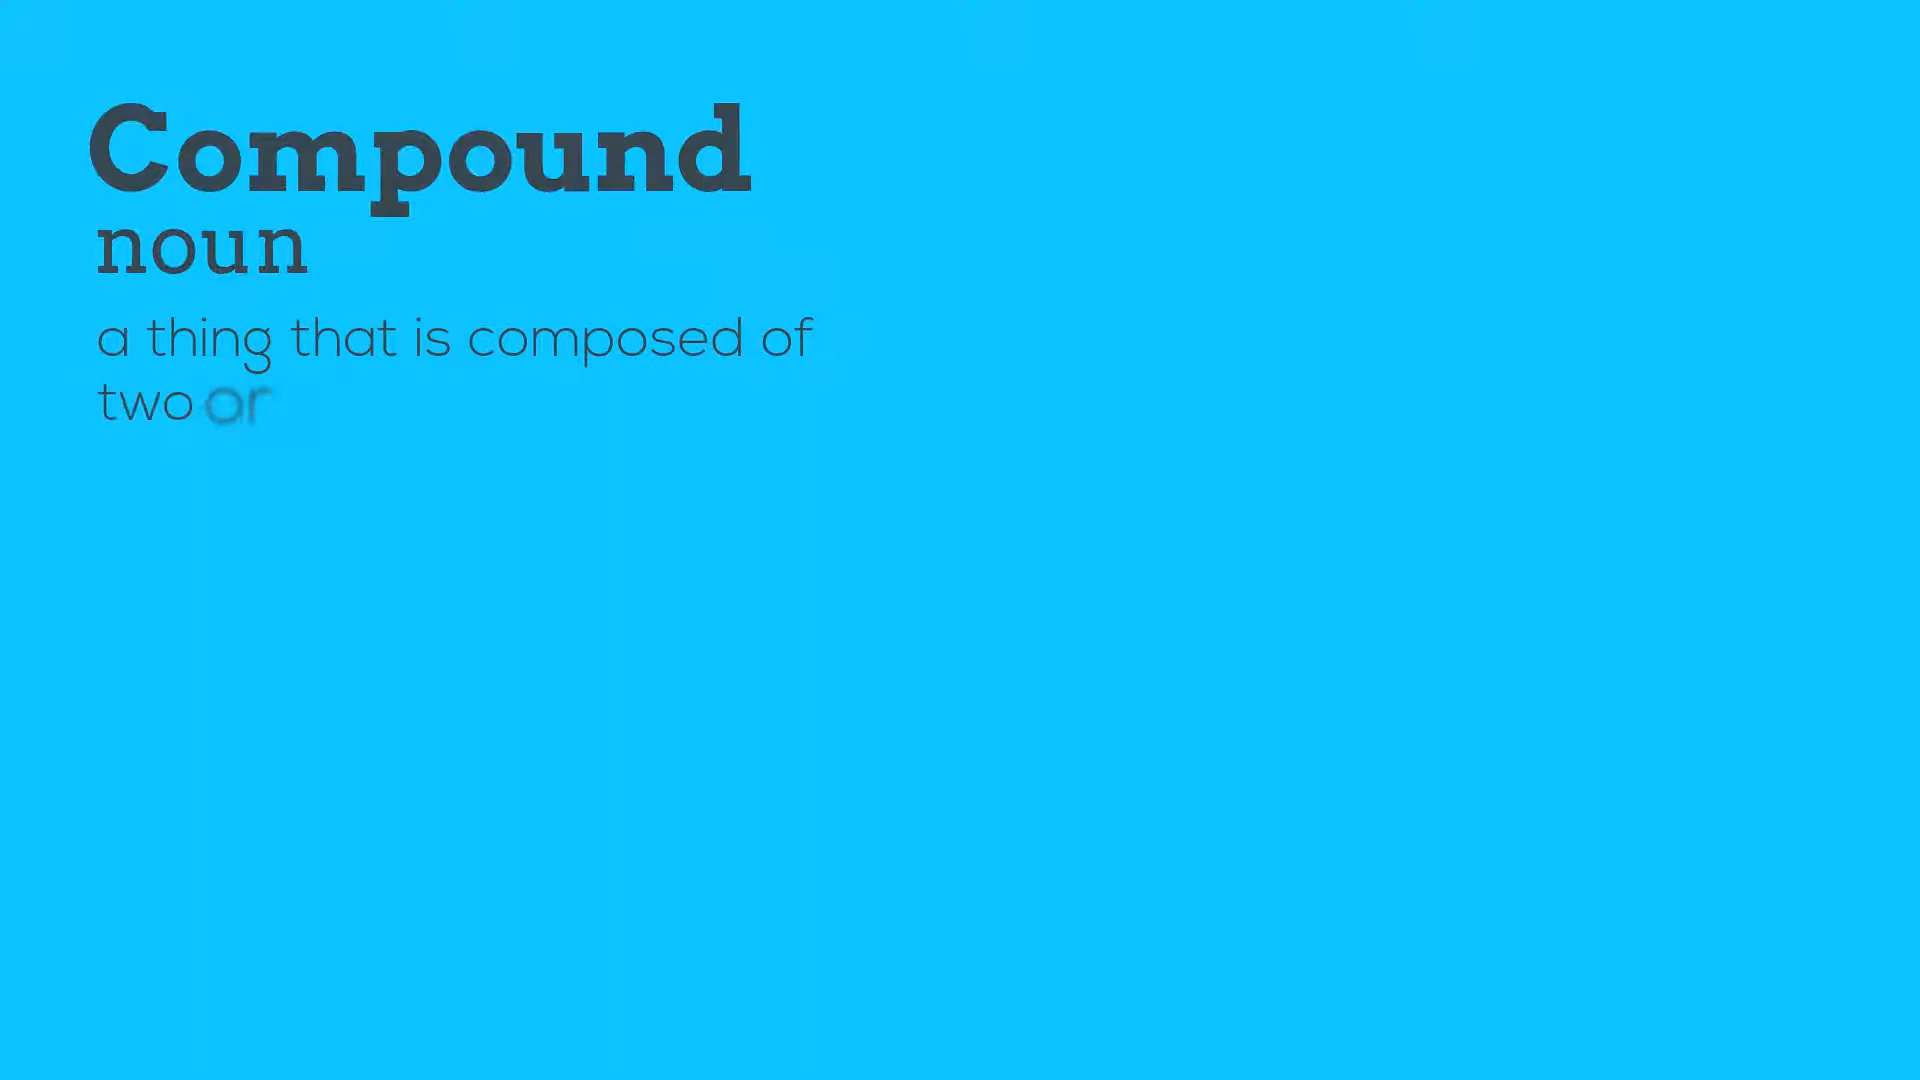 Compound
noun
a thing that is composed of
two or